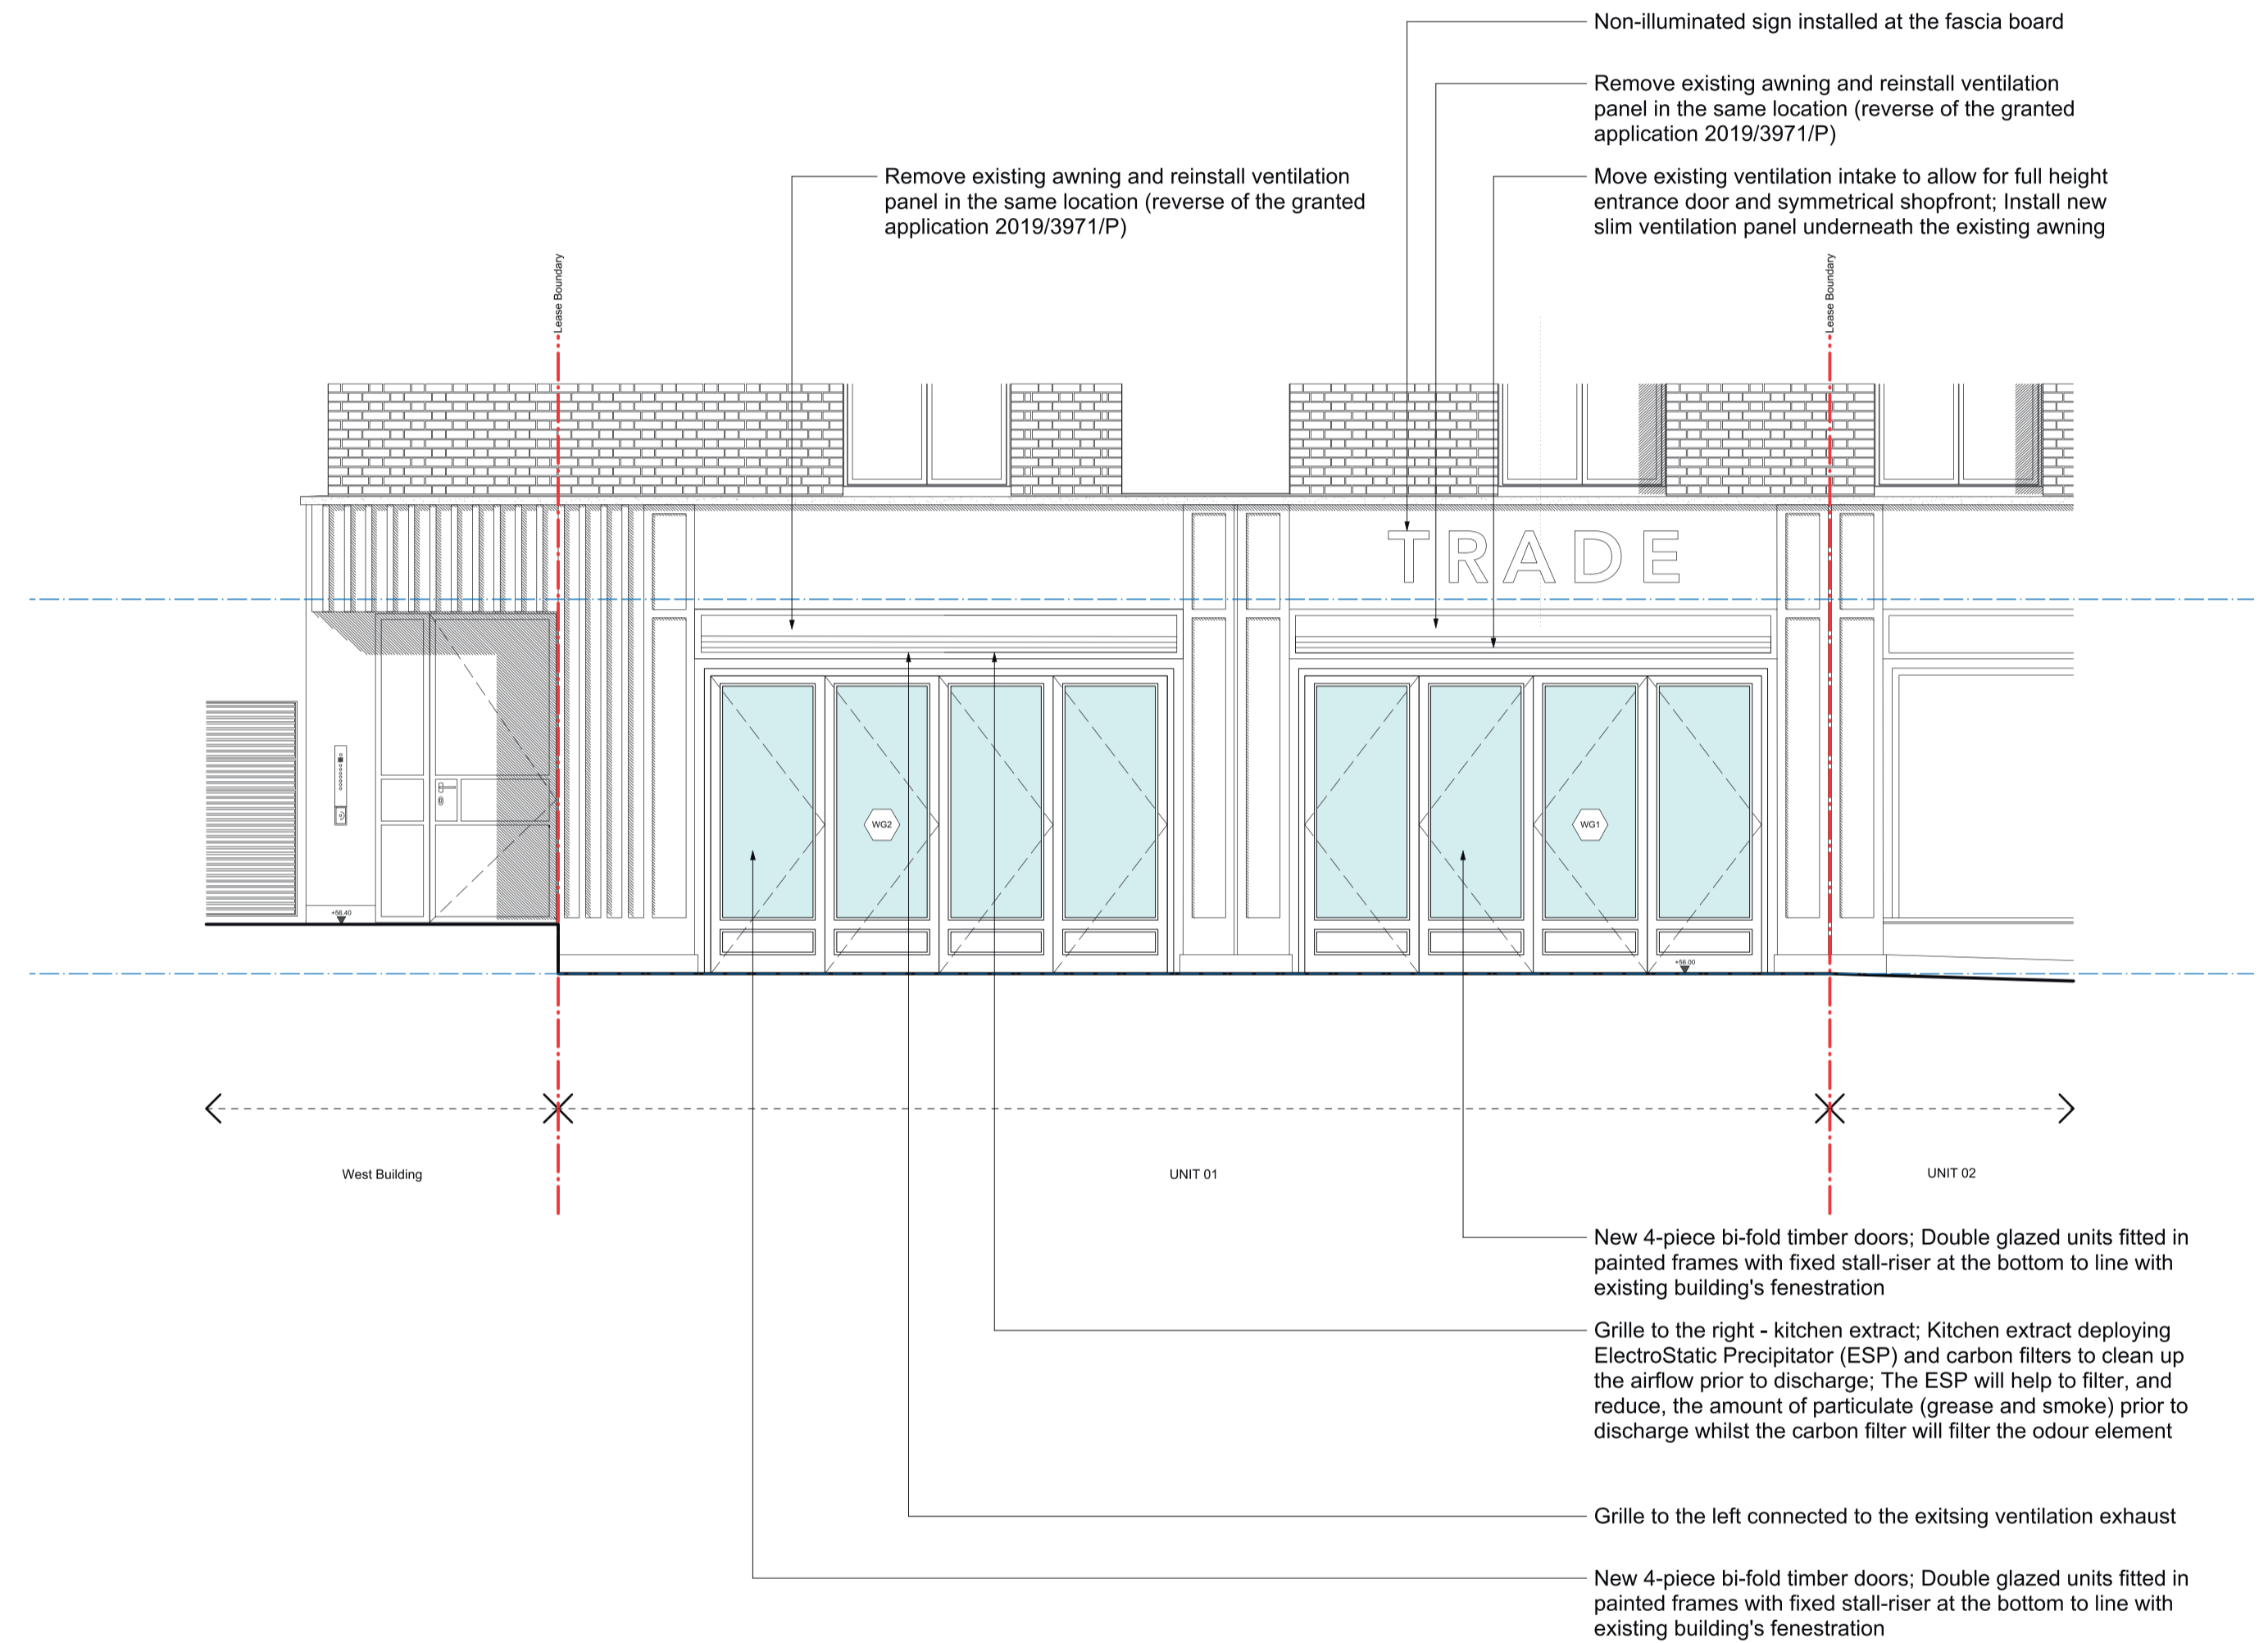 Non-illuminated sign installed at the fascia board
Remove existing awning and reinstall ventilation
panel in the same location (reverse of the granted
application 2019/3971/P)
Remove existing awning and reinstall ventilation
panel in the same location (reverse of the granted
application 2019/3971/P)
Move existing ventilation intake to allow for full height
entrance door and symmetrical shopfront; Install new
slim ventilation panel underneath the existing awning
Lease Boundary
Lease Boundary
TRADE
WG2
WG1
+56.40
+56.00
West Building
UNIT 01
UNIT 02
New 4-piece bi-fold timber doors; Double glazed units fitted in
painted frames with fixed stall-riser at the bottom to line with
existing building's fenestration
Grille to the right - kitchen extract; Kitchen extract deploying
ElectroStatic Precipitator (ESP) and carbon filters to clean up
the airflow prior to discharge; The ESP will help to filter, and
reduce, the amount of particulate (grease and smoke) prior to
discharge whilst the carbon filter will filter the odour element
Grille to the left connected to the exitsing ventilation exhaust
New 4-piece bi-fold timber doors; Double glazed units fitted in
painted frames with fixed stall-riser at the bottom to line with
existing building's fenestration